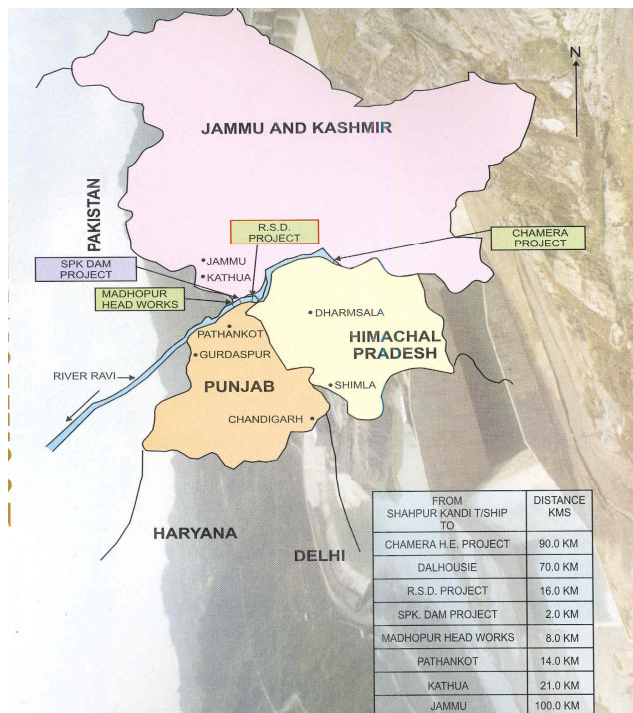 N
JAMMU AND KASHMIR
PAKISTAN
R.S.D.
PROJECT
CHAMERA
PROJECT
SPK DAM
PROJECT
JAMMU
KATHUA
MADHOPUR
HEAD WORKS
DHARMSALA
PATHANKOT
HIMACHAL
PRADESH
GURDASPUR
RIVER RAVI
PUNJAB
SHIMLA
CHANDIGARH
HARYANA
DELHI
FROM
SHAHPUR KANDI T/SHIP
TO
DISTANCE
KMS
CHAMERA H.E. PROJECT 90.0 KM
DALHOUSIE 70.0 KM
R.S.D. PROJECT 16.0 KM
SPK. DAM PROJECT 2.0 KM
MADHOPUR HEAD WORKS 8.0 KM
PATHANKOT 14.0 KM
KATHUA 21.0 KM
JAMMU 100.0 KM